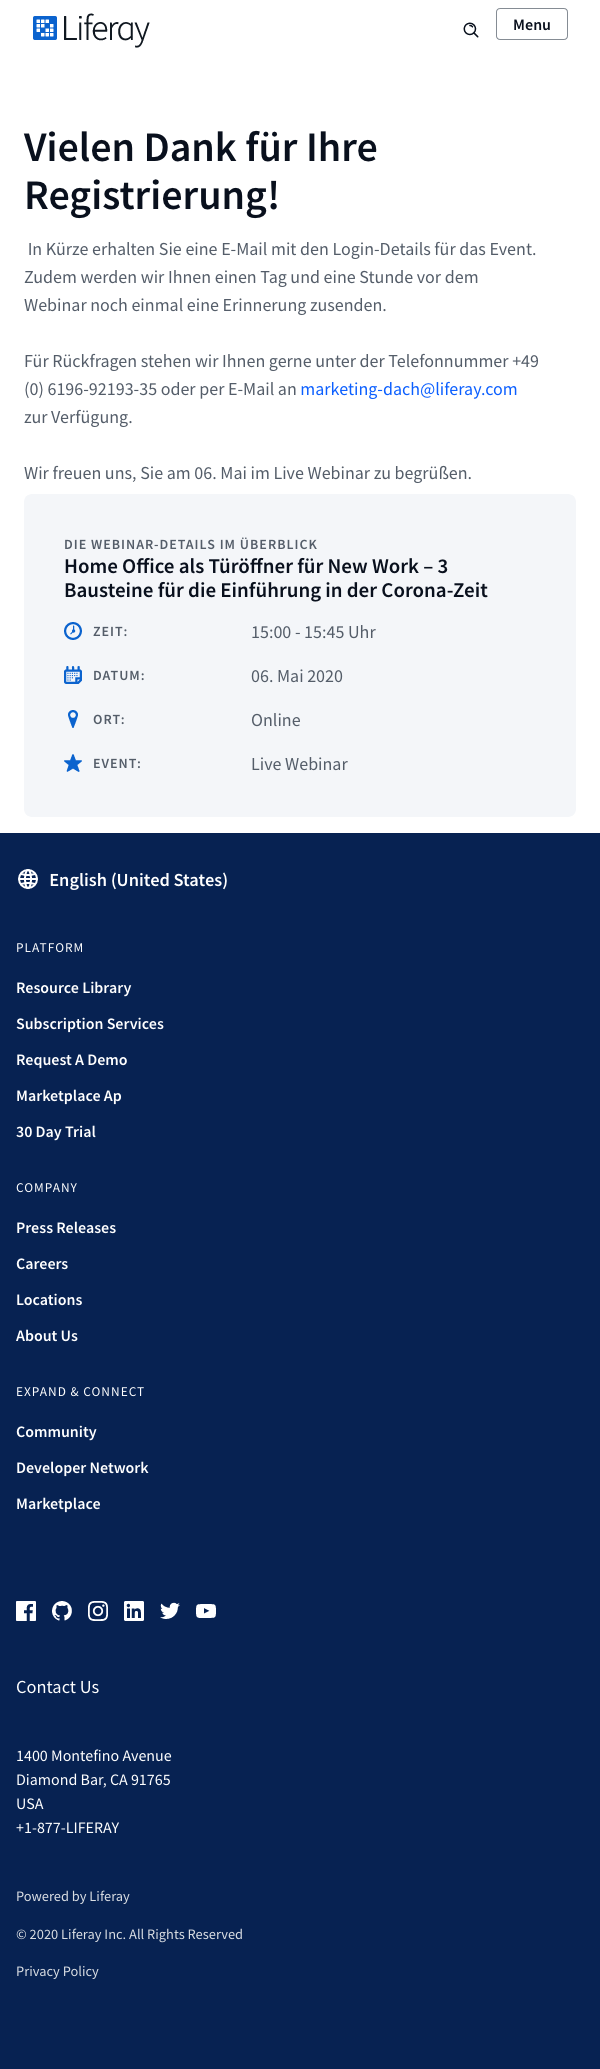 Liferay
Menu
Vielen Dank für Ihre
Registrierung!
In Kürze erhalten Sie eine E-Mail mit den Login-Details für das Event.
Zudem werden wir Ihnen einen Tag und eine Stunde vor dem
Webinar noch einmal eine Erinnerung zusenden.
Für Rückfragen stehen wir Ihnen gerne unter der Telefonnummer +49
(0) 6196-92193-35 oder per E-Mail an marketing-dach@liferay.com
zur Verfügung.
Wir freuen uns, Sie am 06. Mai im Live Webinar zu begrüßen.
DIE WEBINAR-DETAILS IM ÜBERBLICK
Home Office als Türöffner für New Work – 3
Bausteine für die Einführung in der Corona-Zeit
ZEIT: 15:00 - 15:45 Uhr
DATUM: 06. Mai 2020
ORT: Online
EVENT: Live Webinar
English (United States)
PLATFORM
Resource Library
Subscription Services
Request A Demo
Marketplace Ap
30 Day Trial
COMPANY
Press Releases
Careers
Locations
About Us
EXPAND & CONNECT
Community
Developer Network
Marketplace
Contact Us
1400 Montefino Avenue
Diamond Bar, CA 91765
USA
+1-877-LIFERAY
Powered by Liferay
© 2020 Liferay Inc. All Rights Reserved
Privacy Policy